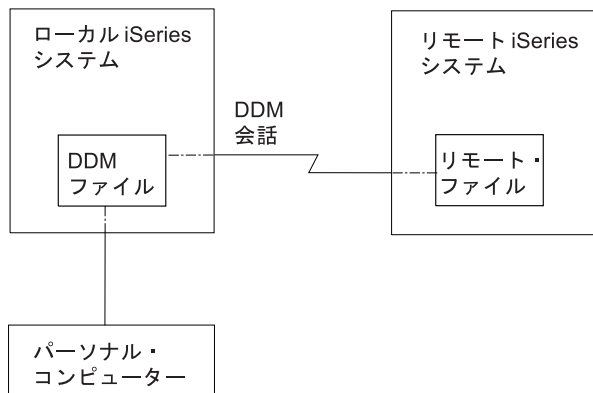 ローカル iSeries
システム
リモート iSeries
システム
DDM
会話
DDM
ファイル
リモート・
ファイル
パーソナル・
コンピューター